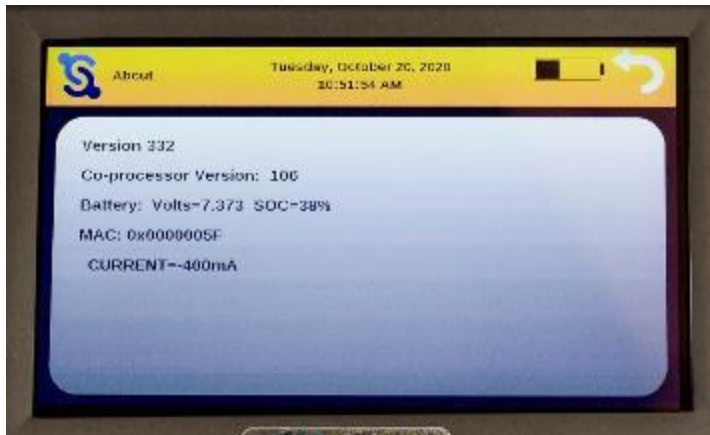 About
Tuesday, October 20, 2020
10:51:54 AM
Version 332
Co-processor Version: 106
Battery: Volts=7.373 SOC=38%
MAC: 0x0000005F
CURRENT=-400mA